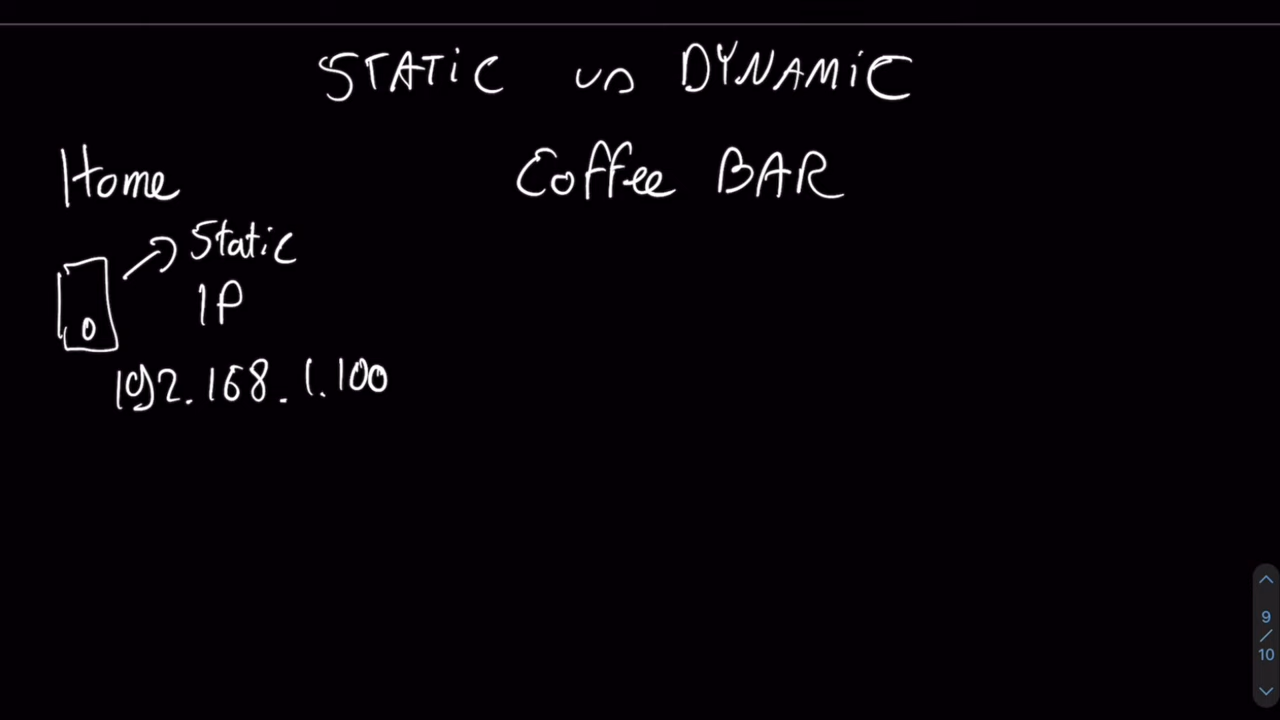 STATiC vs DYNAMiC
Home
Coffee BAR
Static
IP
192.168.1.100
9
/
10